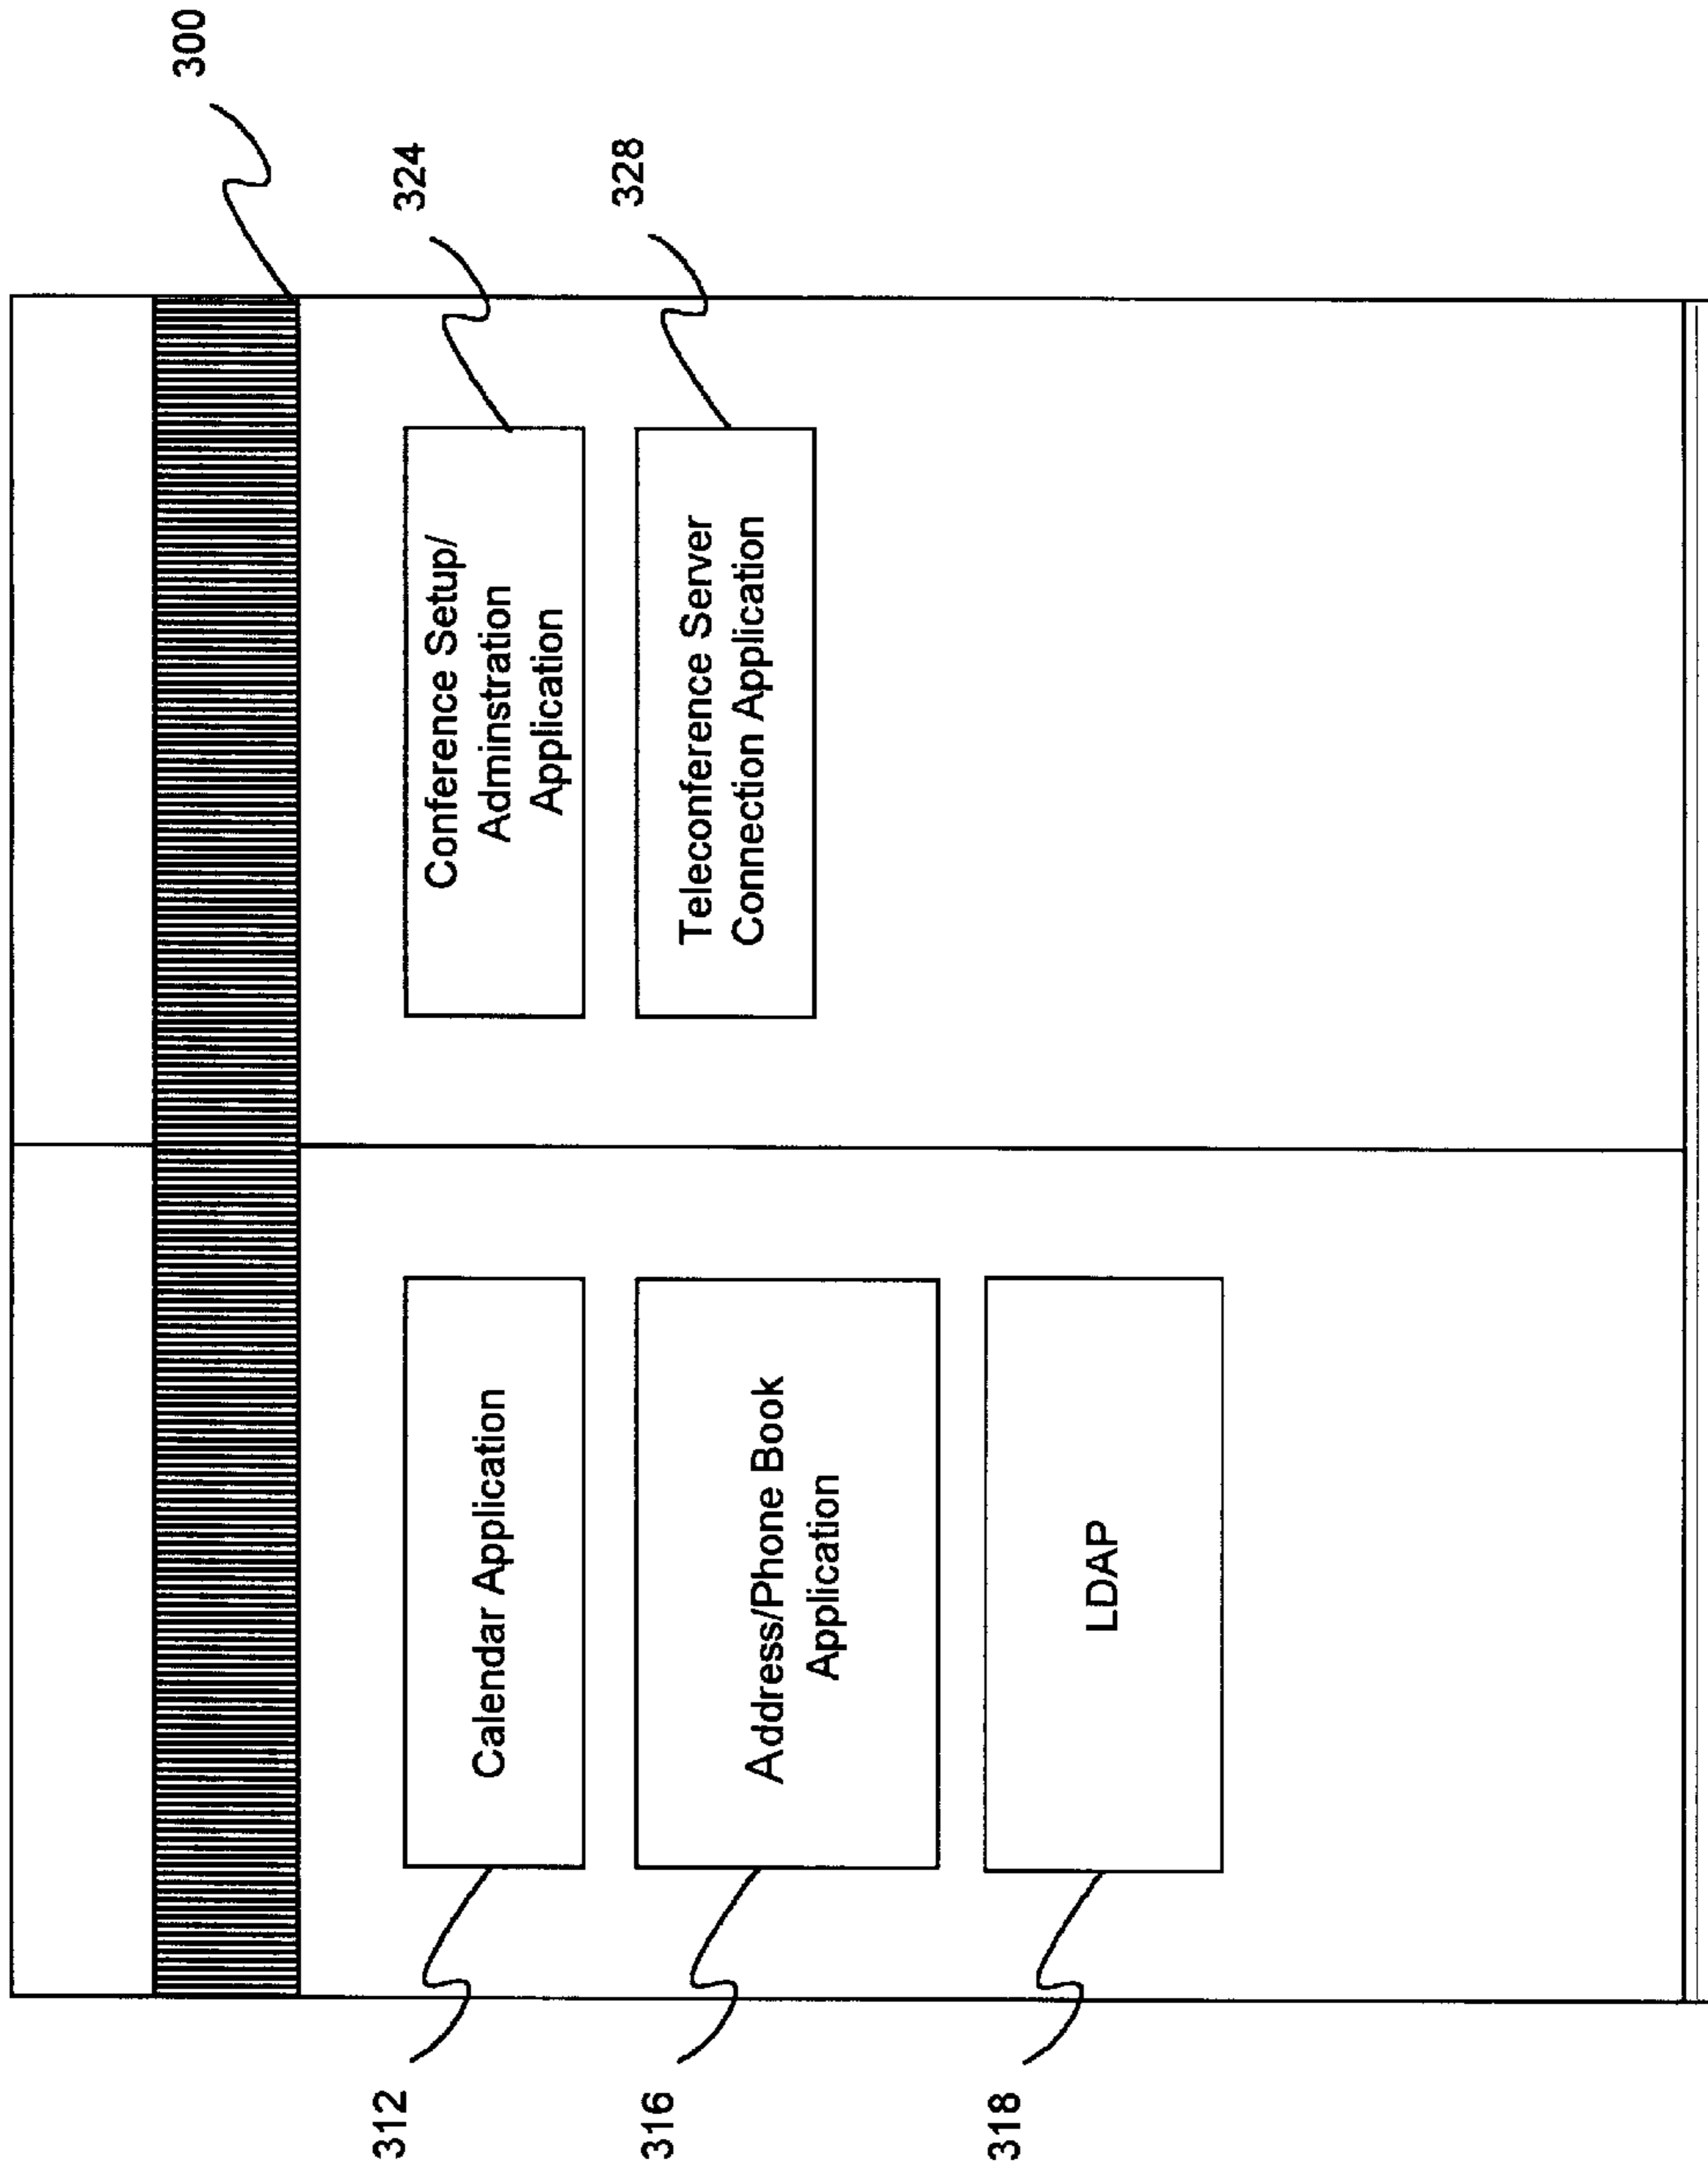 300
312
Calendar Application
316
Address/Phone Book
Application
318
LDAP
324
Conference Setup/
Adminstration
Application
328
Teleconference Server
Connection Application